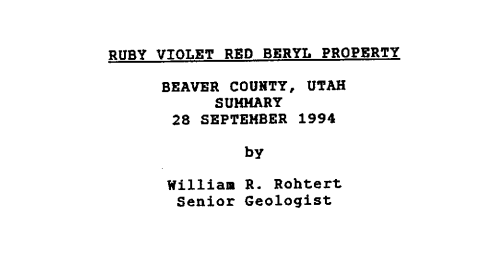 RUBY VIOLET RED BERYL PROPERTY
BEAVER COUNTY, UTAH
SUMMARY
28 SEPTEMBER 1994
by
William R. Rohtert
Senior Geologist